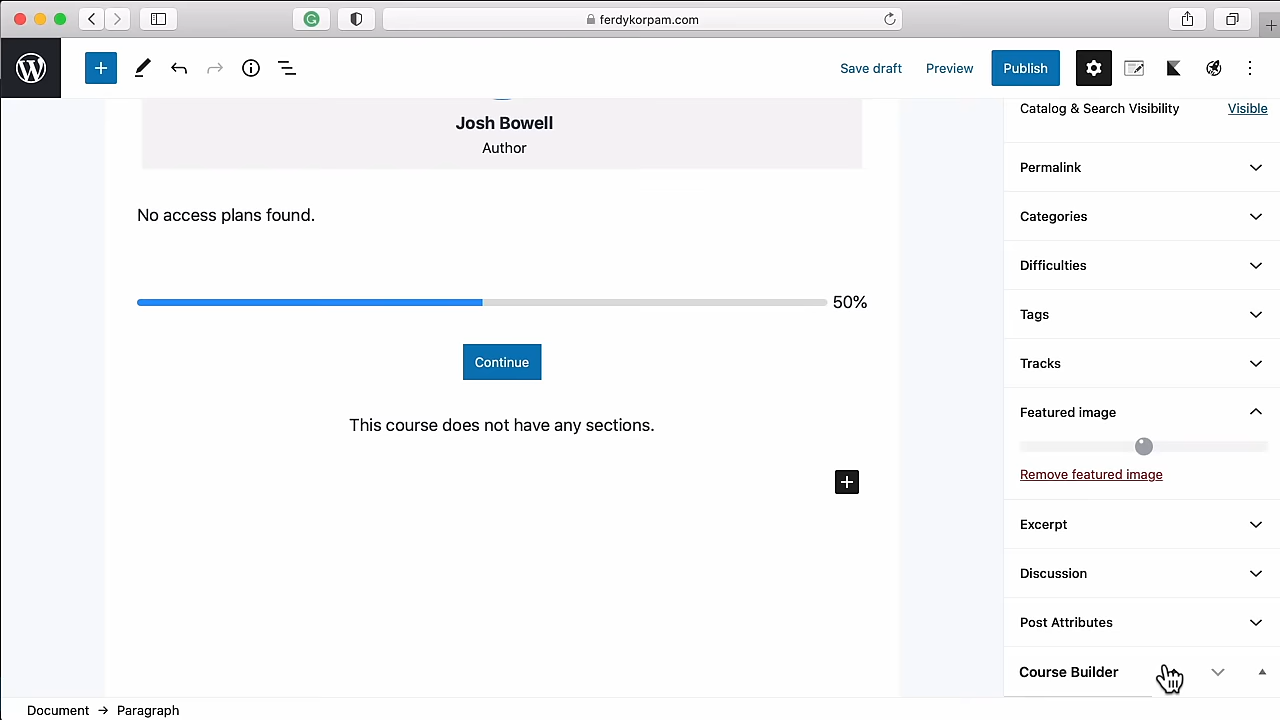 ferdykorpam.com
Save draft
Preview
Publish
Josh Bowell
Author
No access plans found.
50%
Continue
This course does not have any sections.
Catalog & Search Visibility
Visible
Permalink
Categories
Difficulties
Tags
Tracks
Featured image
Remove featured image
Excerpt
Discussion
Post Attributes
Course Builder
Document → Paragraph